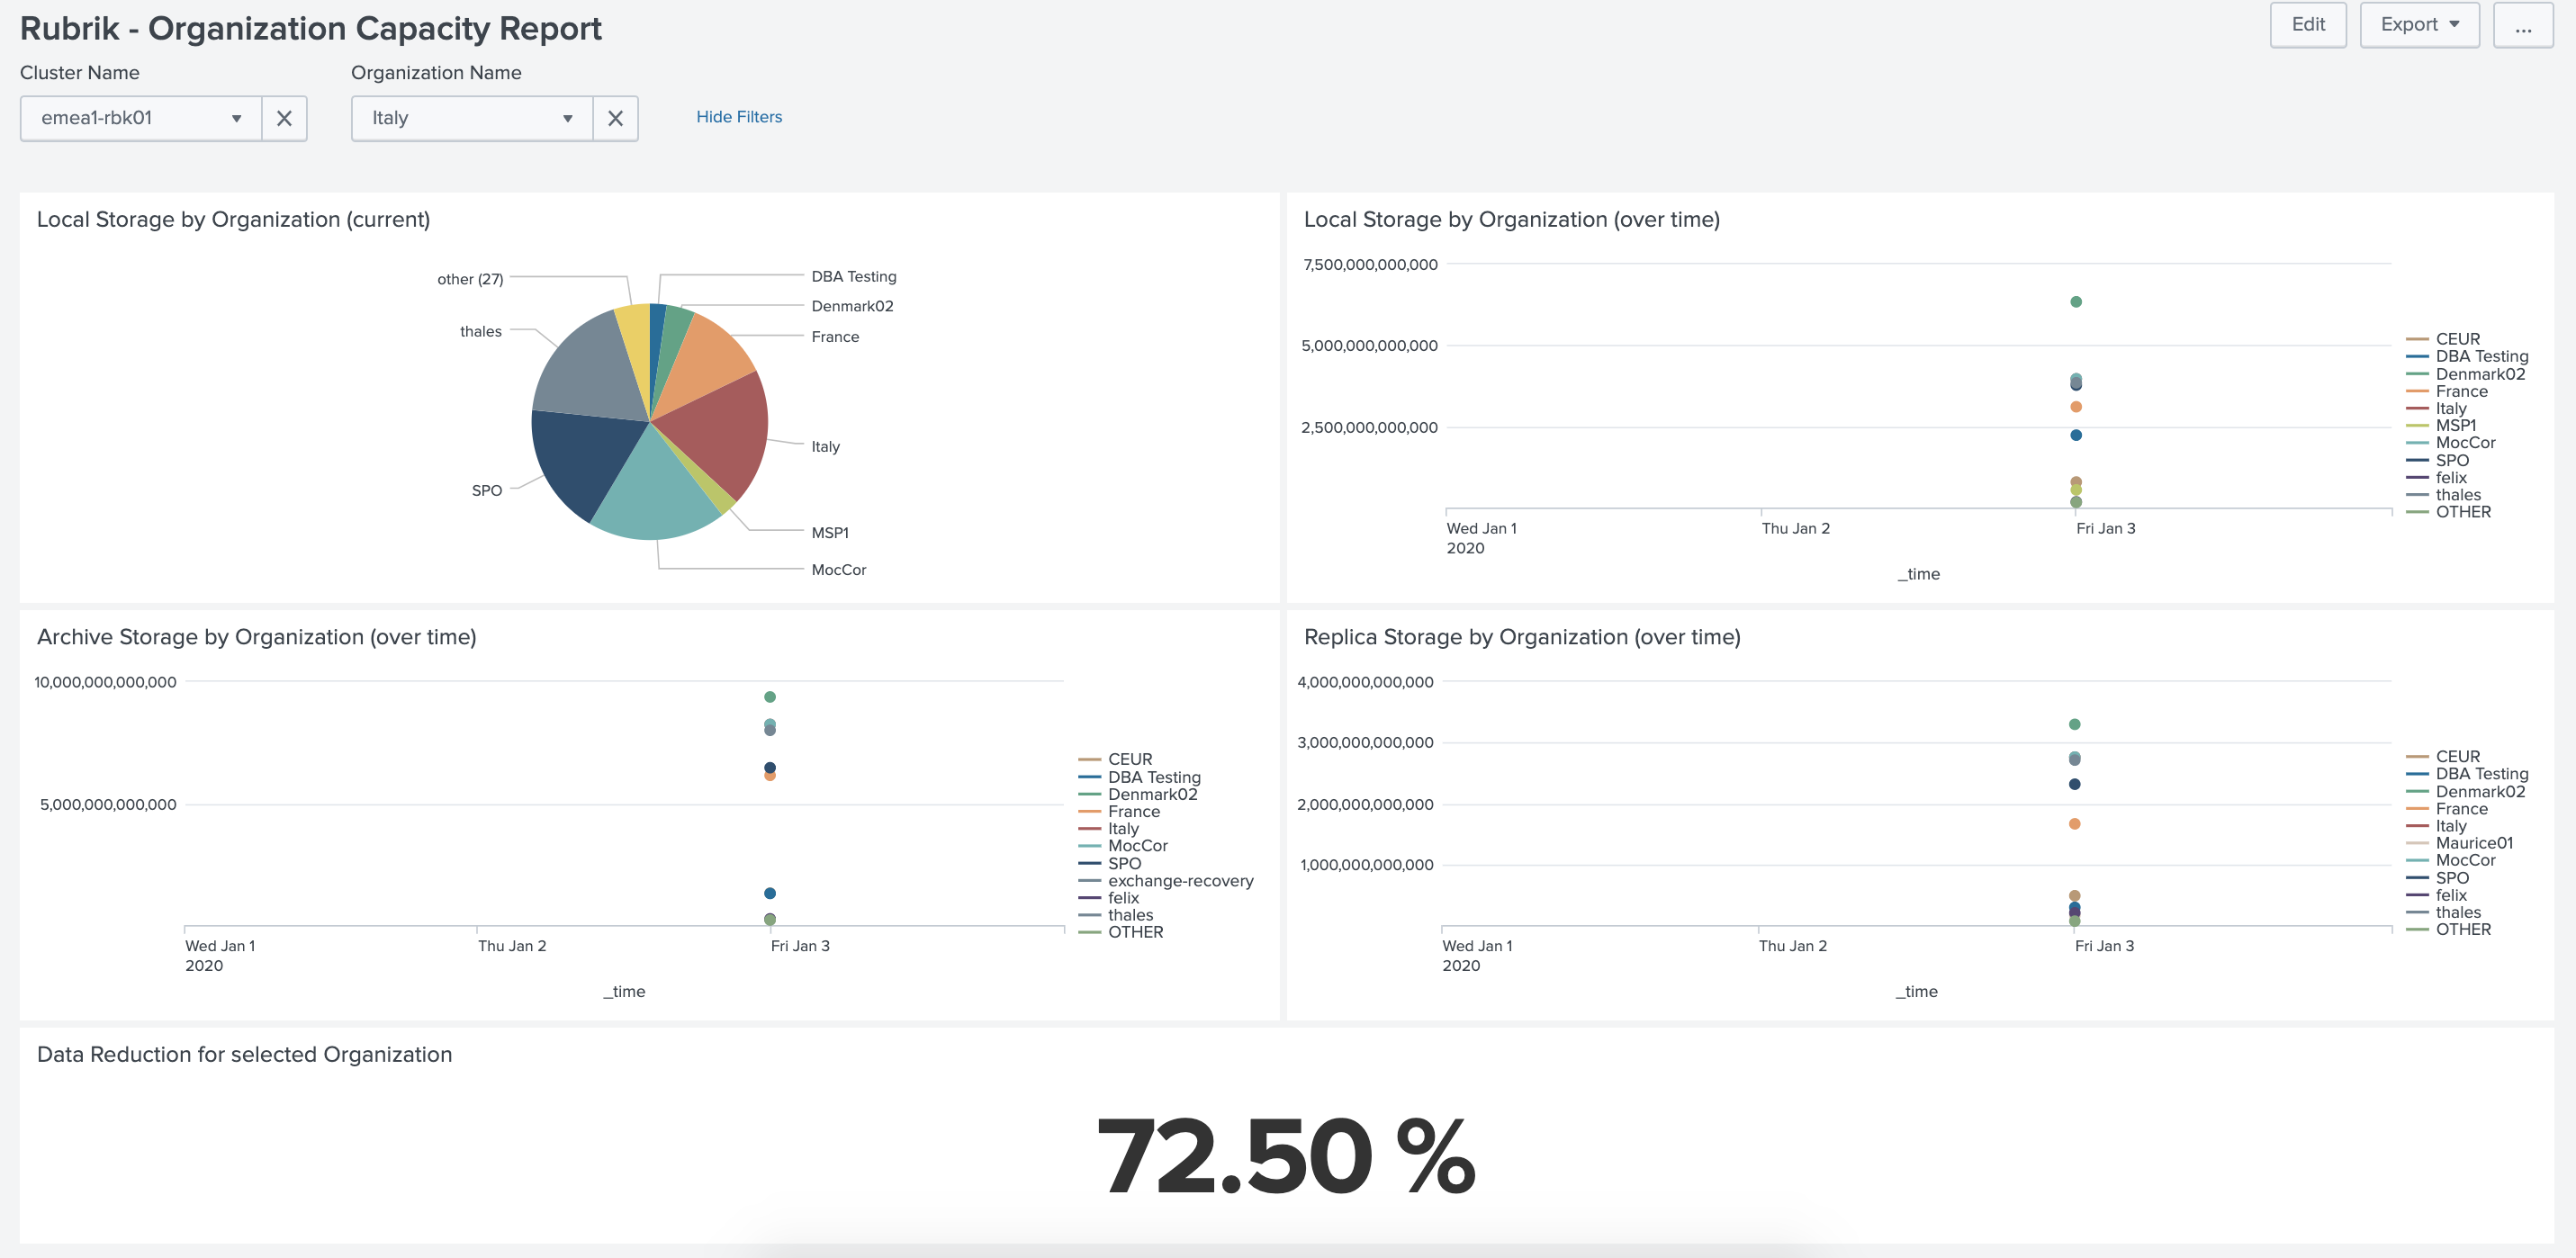 Rubrik - Organization Capacity Report
Edit
Export
...
Cluster Name
Organization Name
emea1-rbk01
Italy
Hide Filters
Local Storage by Organization (current)
other (27)
thales
SPO
DBA Testing
Denmark02
France
Italy
MSP1
MocCor
Local Storage by Organization (over time)
7,500,000,000,000
5,000,000,000,000
2,500,000,000,000
Wed Jan 1
2020
Thu Jan 2
Fri Jan 3
_time
CEUR
DBA Testing
Denmark02
France
Italy
MSP1
MocCor
SPO
felix
thales
OTHER
Archive Storage by Organization (over time)
10,000,000,000,000
5,000,000,000,000
Wed Jan 1
2020
Thu Jan 2
Fri Jan 3
_time
CEUR
DBA Testing
Denmark02
France
Italy
MocCor
SPO
exchange-recovery
felix
thales
OTHER
Replica Storage by Organization (over time)
4,000,000,000,000
3,000,000,000,000
2,000,000,000,000
1,000,000,000,000
Wed Jan 1
2020
Thu Jan 2
Fri Jan 3
_time
CEUR
DBA Testing
Denmark02
France
Italy
Maurice01
MocCor
SPO
felix
thales
OTHER
Data Reduction for selected Organization
72.50 %